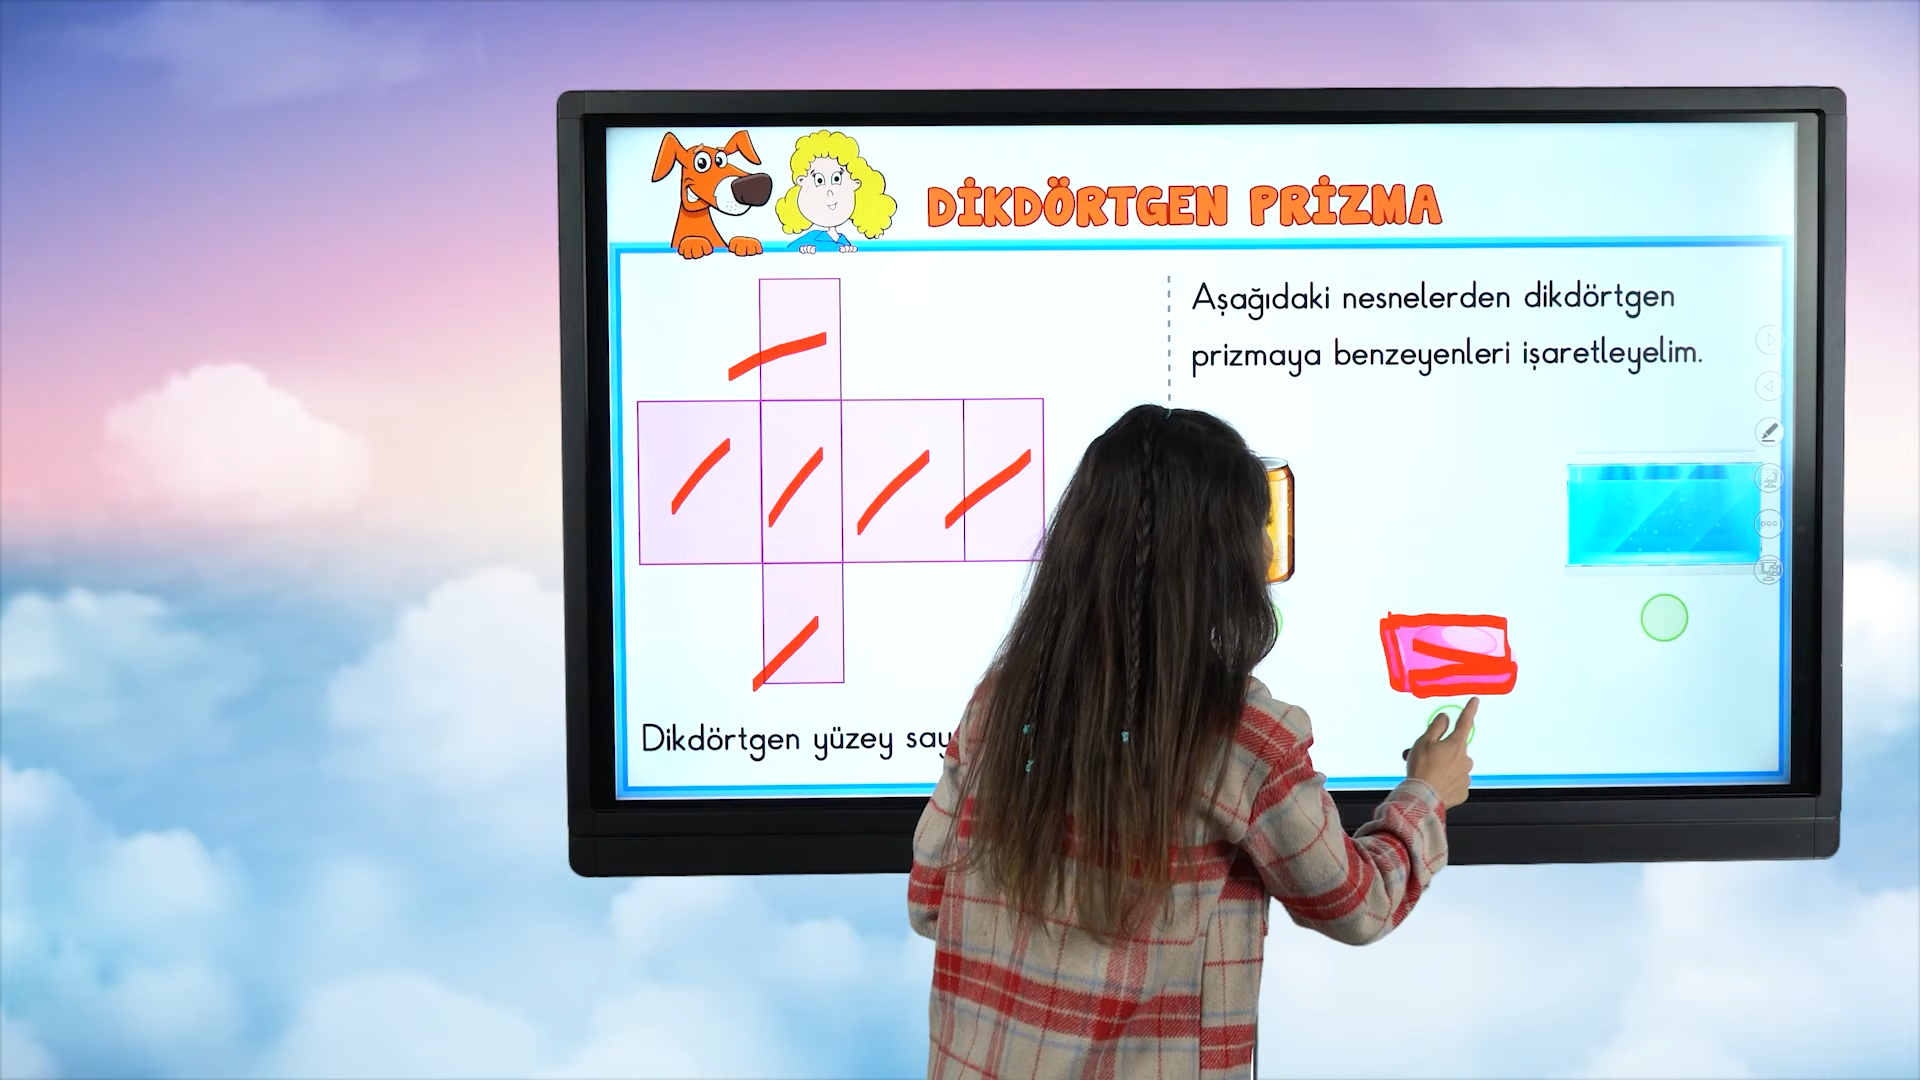 DİKDÖRTGEN PRİZMA
Aşağıdaki nesnelerden dikdörtgen
prizmaya benzeyenleri işaretleyelim.
Dikdörtgen yüzey